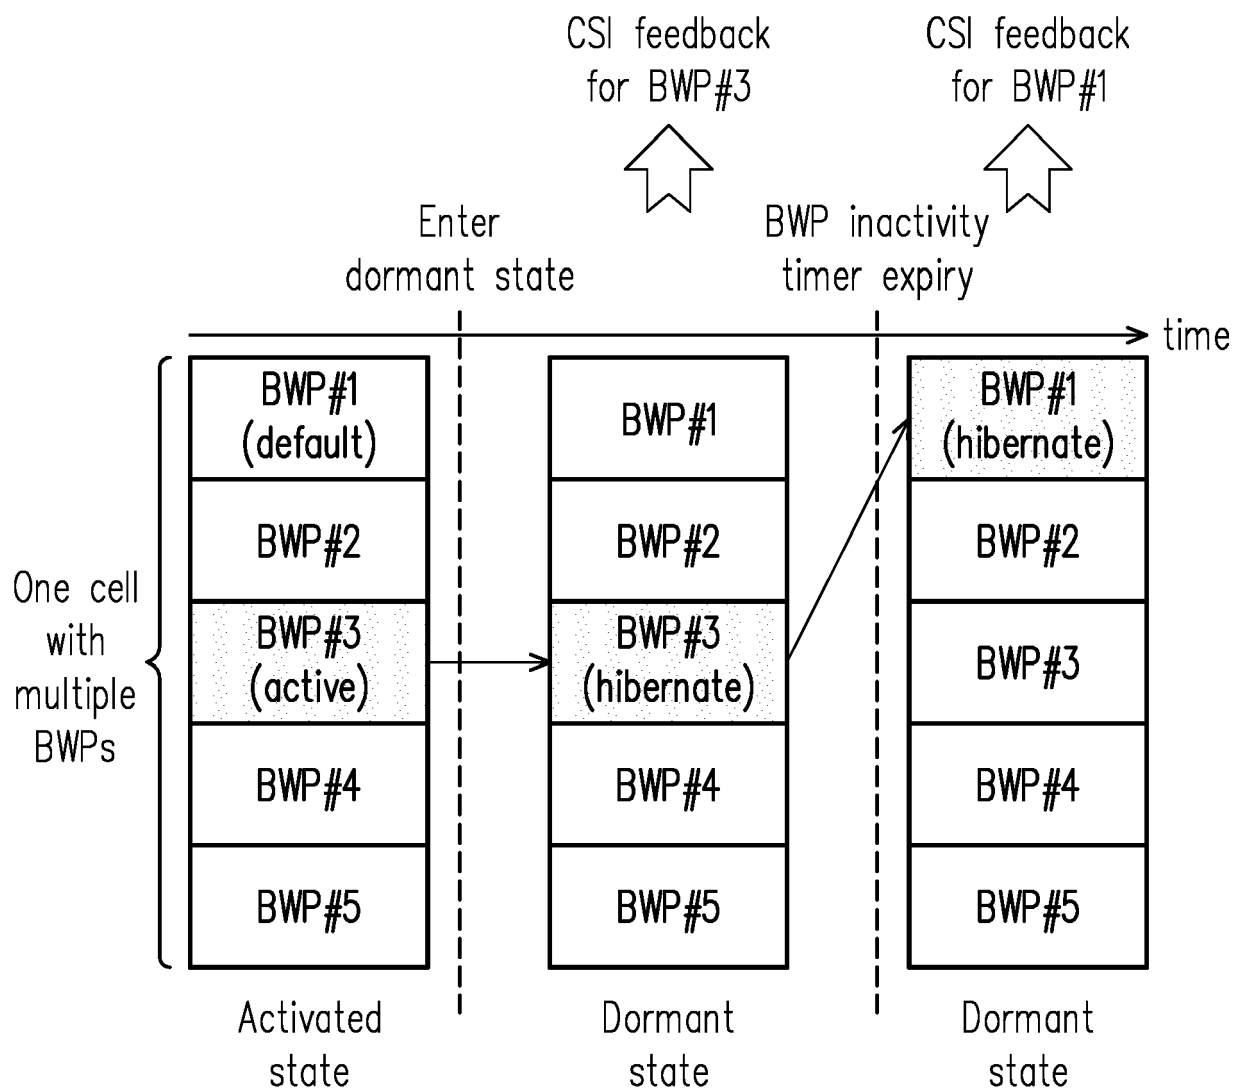 CSI feedback
for BWP#3
CSI feedback
for BWP#1
Enter
dormant state
BWP inactivity
timer expiry
time
One cell
with
multiple
BWPs
BWP#1
(default)
BWP#2
BWP#3
(active)
BWP#4
BWP#5
Activated
state
BWP#1
BWP#2
BWP#3
(hibernate)
BWP#4
BWP#5
Dormant
state
BWP#1
(hibernate)
BWP#2
BWP#3
BWP#4
BWP#5
Dormant
state